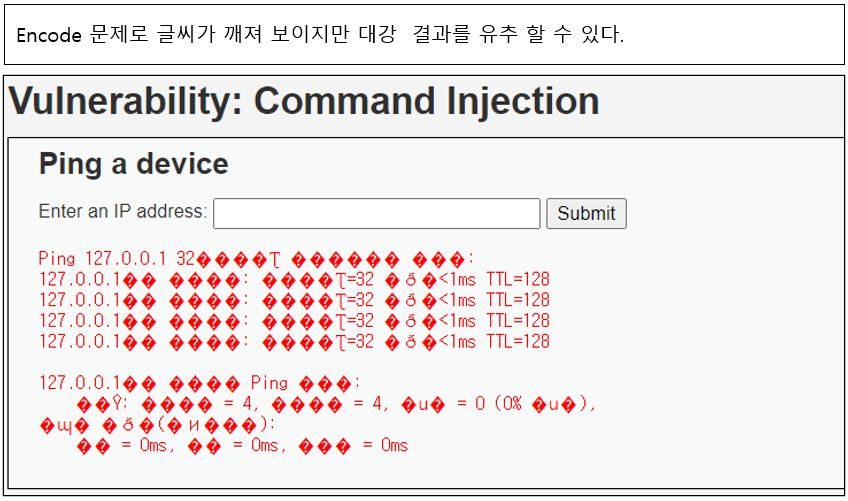 Encode 문제로 글씨가 깨져 보이지만 대강 결과를 유추 할 수 있다.
Vulnerability: Command Injection
Ping a device
Enter an IP address: Submit
Ping 127.0.0.1 32����Ʈ ������ ���:
127.0.0.1�� ����: ����Ʈ=32 �ð�<1ms TTL=128
127.0.0.1�� ����: ����Ʈ=32 �ð�<1ms TTL=128
127.0.0.1�� ����: ����Ʈ=32 �ð�<1ms TTL=128
127.0.0.1�� ����: ����Ʈ=32 �ð�<1ms TTL=128
127.0.0.1�� ���� Ping ���:
��Ŷ: ���� = 4, ���� = 4, �ս� = 0 (0% �ս�),
�պ� �ð�(�и���):
�� = 0ms, �� = 0ms, ��� = 0ms